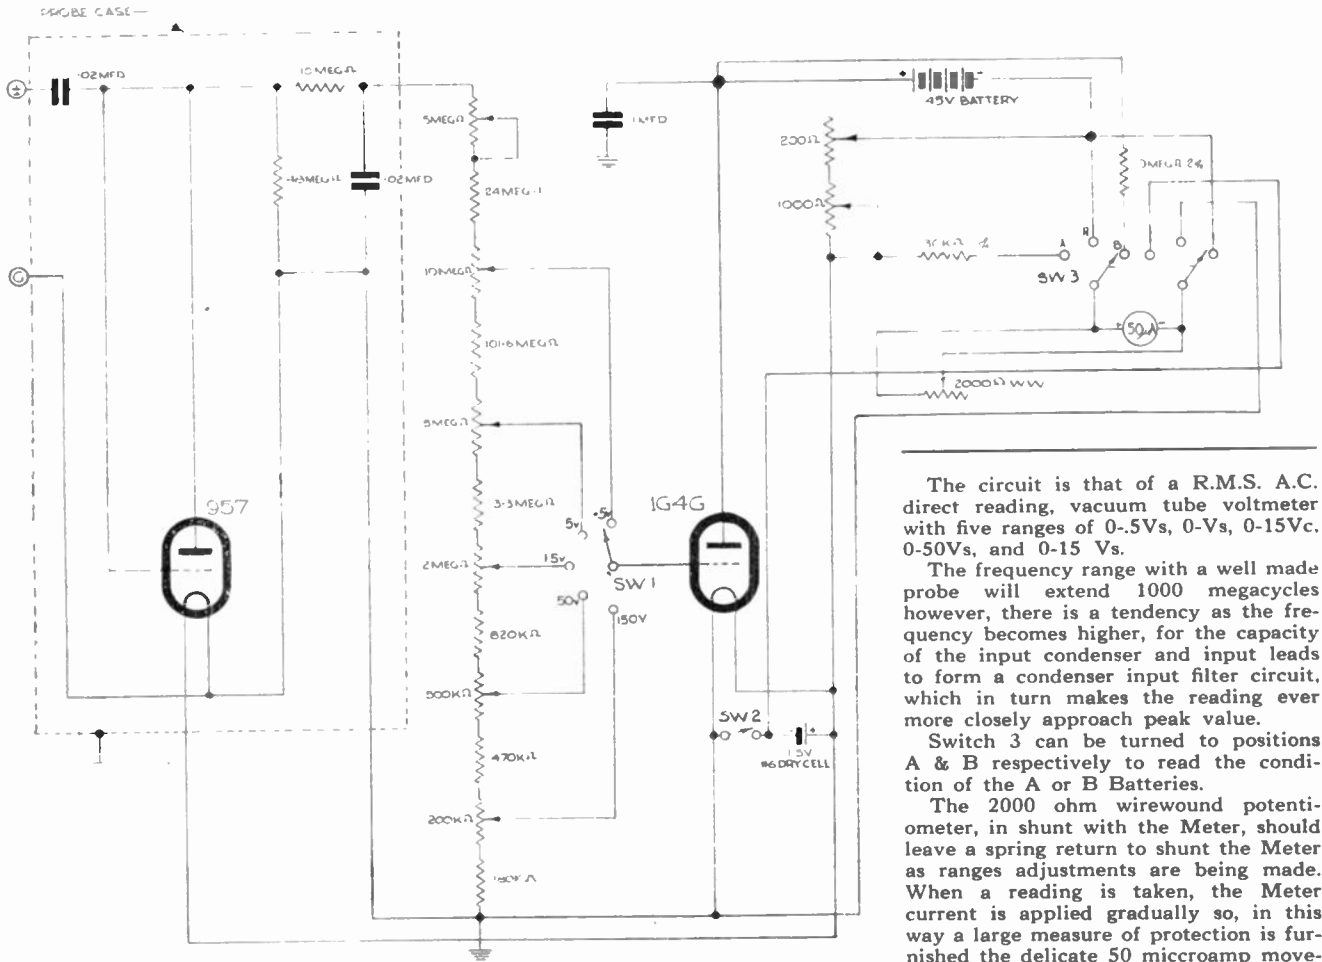 PROBE CASE—
.02MFD
10MEGΩ
.02MFD
5MEGΩ
24MEG
10MEGΩ
101.6MEGΩ
5MEGΩ
3.3MEGΩ
2MEGΩ
820KΩ
500KΩ
470KΩ
200KΩ
180KΩ
957
1G4G
+ -
45V BATTERY
200Ω
1000Ω
A
R
B
SW3
+ 50μA -
2000Ω WW
5v
.5v
15v
50v
150V
SW1
SW2
+
1.5V
#6 DRY CELL
The circuit is that of a R.M.S. A.C.
direct reading, vacuum tube voltmeter
with five ranges of 0-.5Vs, 0-Vs, 0-15Vc,
0-50Vs, and 0-15 Vs.
The frequency range with a well made
probe will extend 1000 megacycles
however, there is a tendency as the fre-
quency becomes higher, for the capacity
of the input condenser and input leads
to form a condenser input filter circuit,
which in turn makes the reading ever
more closely approach peak value.
Switch 3 can be turned to positions
A & B respectively to read the condi-
tion of the A or B Batteries.
The 2000 ohm wirewound potenti-
ometer, in shunt with the Meter, should
leave a spring return to shunt the Meter
as ranges adjustments are being made.
When a reading is taken, the Meter
current is applied gradually so, in this
way a large measure of protection is fur-
nished the delicate 50 miccroamp move-